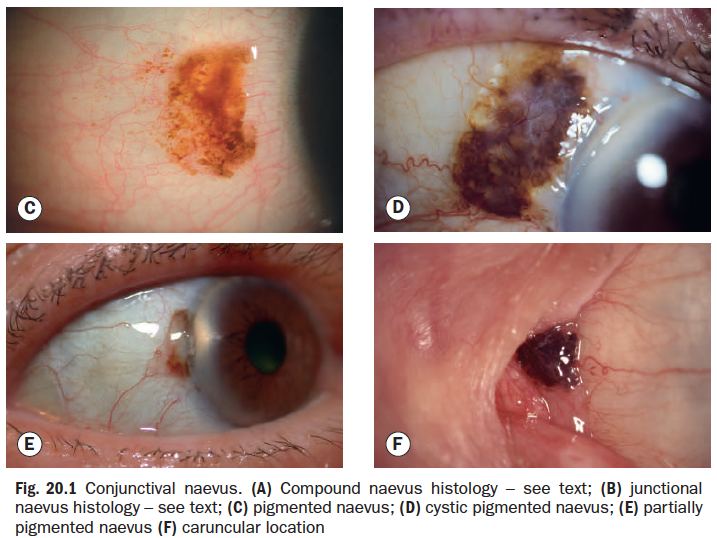 C
D
E
F
Fig. 20.1 Conjunctival naevus. (A) Compound naevus histology – see text; (B) junctional
naevus histology – see text; (C) pigmented naevus; (D) cystic pigmented naevus; (E) partially
pigmented naevus (F) caruncular location